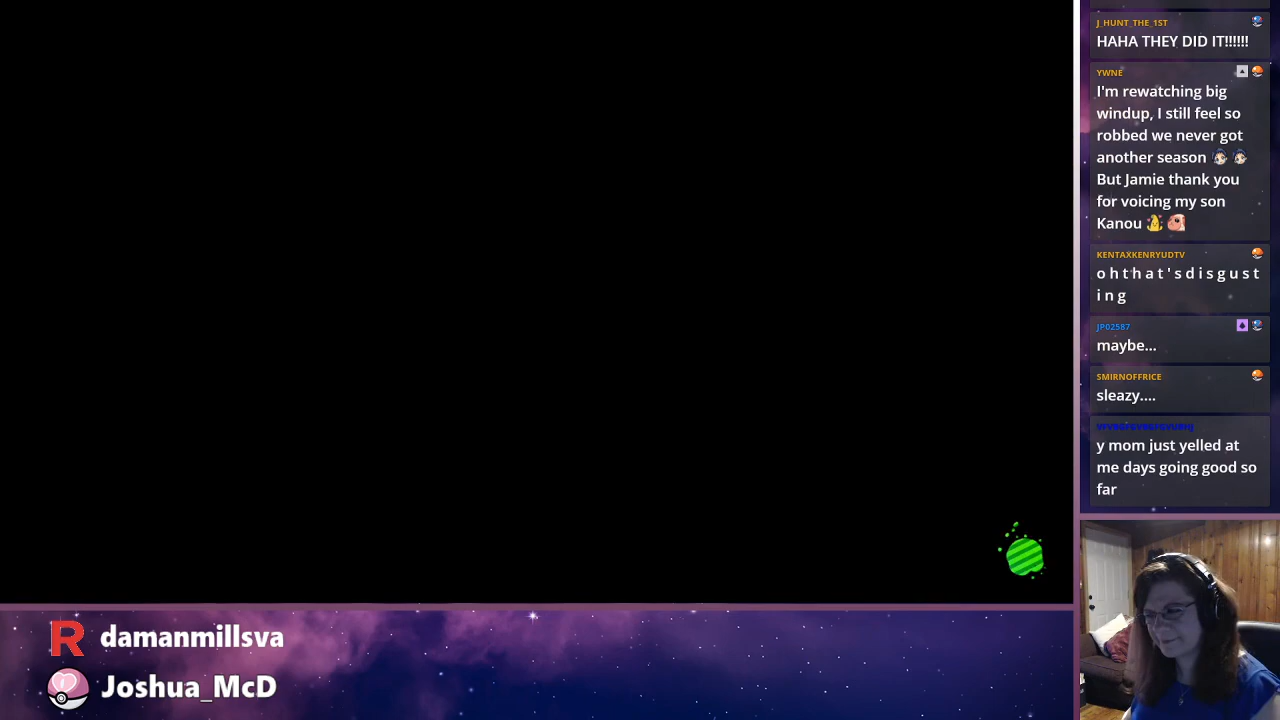 J_HUNT_THE_1ST
HAHA THEY DID IT!!!!!!
YWNE
I'm rewatching big
windup, I still feel so
robbed we never got
another season
But Jamie thank you
for voicing my son
Kanou
KENTAXKENRYUDTV
o h t h a t ' s d i s g u s t
i n g
JP02587
maybe...
SMIRNOFFRICE
sleazy....
y mom just yelled at
me days going good so
far
R damanmillsva
Joshua_McD